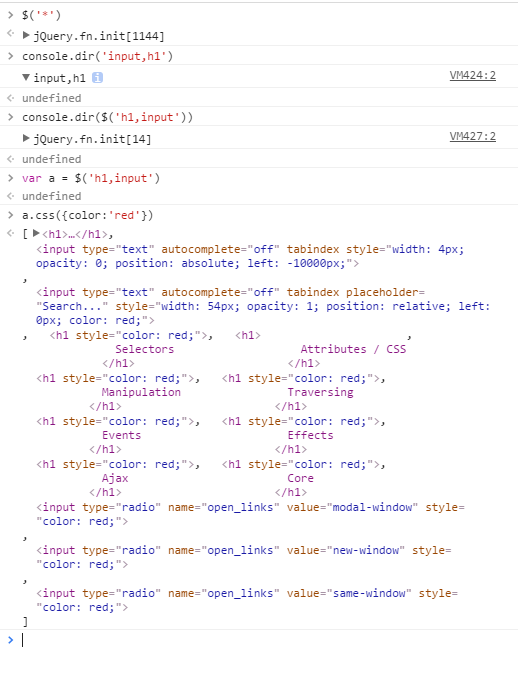 $('*')
jQuery.fn.init[1144]
console.dir('input,h1')
input,h1 i VM424:2
undefined
console.dir($('h1,input'))
jQuery.fn.init[14] VM427:2
undefined
var a = $('h1,input')
undefined
a.css({color:'red'})
[ <h1>…</h1>,
<input type="text" autocomplete="off" tabindex style="width: 4px;
opacity: 0; position: absolute; left: -10000px;">
,
<input type="text" autocomplete="off" tabindex placeholder=
"Search..." style="width: 54px; opacity: 1; position: relative; left:
0px; color: red;">
, <h1 style="color: red;">, <h1> ,
Selectors Attributes / CSS
</h1> </h1>
<h1 style="color: red;">, <h1 style="color: red;">,
Manipulation Traversing
</h1> </h1>
<h1 style="color: red;">, <h1 style="color: red;">,
Events Effects
</h1> </h1>
<h1 style="color: red;">, <h1 style="color: red;">,
Ajax Core
</h1> </h1>
<input type="radio" name="open_links" value="modal-window" style=
"color: red;">
,
<input type="radio" name="open_links" value="new-window" style=
"color: red;">
,
<input type="radio" name="open_links" value="same-window" style=
"color: red;">
]